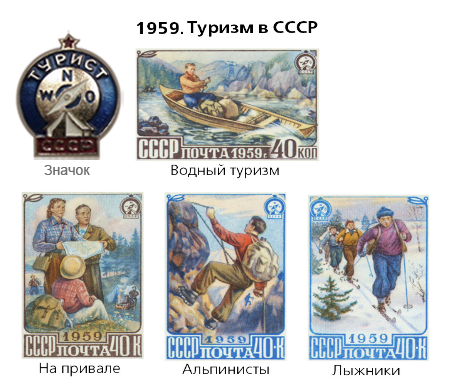 1959. Туризм в СССР
ТУРИСТ
N
W O
СССР
Значок
СССР ПОЧТА 1959г. 40 КОП
Водный туризм
1959
СССР ПОЧТА 40 К
На привале
1959
СССР ПОЧТА 40 К
Альпинисты
1959
СССР ПОЧТА 40 К
Лыжники